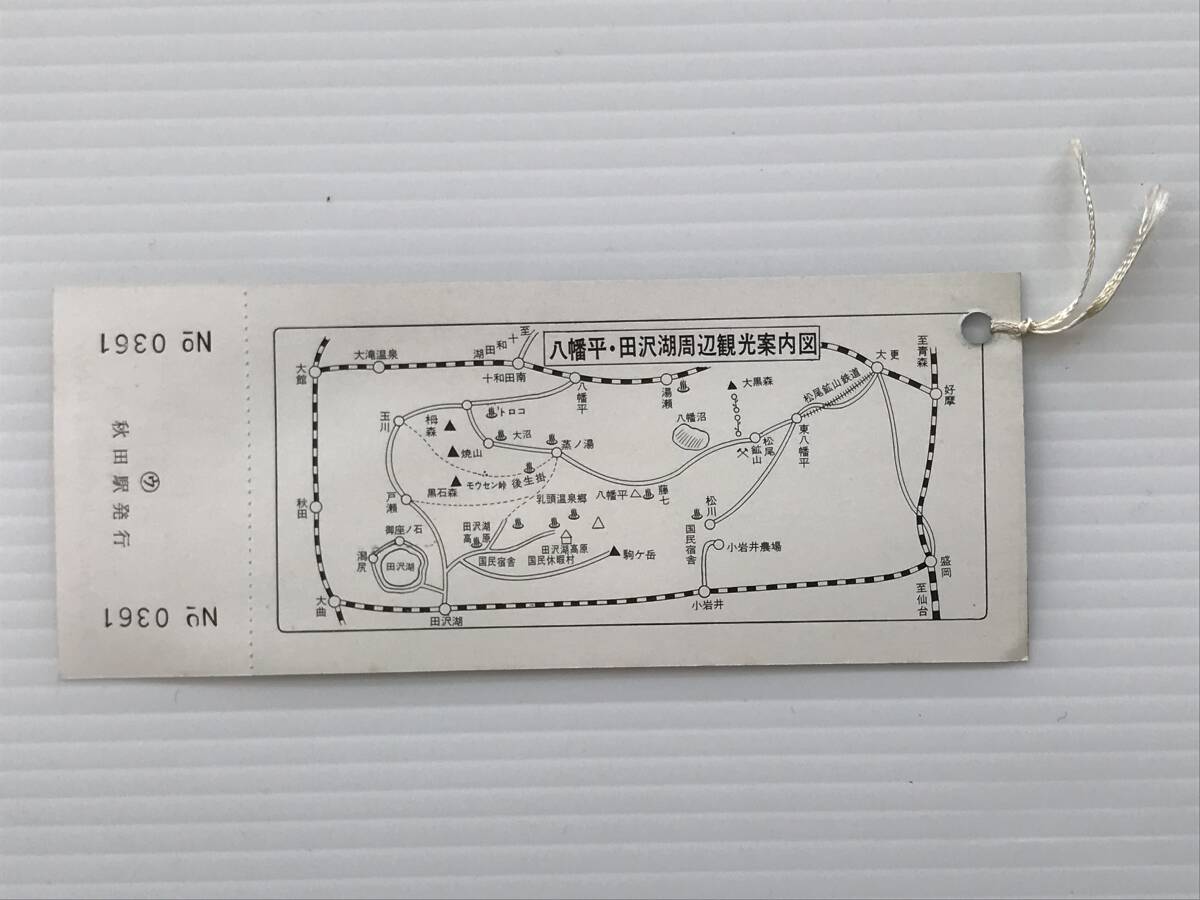 八幡平・田沢湖周辺観光案内図
至十和田湖
大館
大滝温泉
十和田南
八幡平
湯瀬
大黒森
松尾鉱山鉄道
大更
至青森
好摩
玉川
トロコ
栂森
大沼
焼山
蒸ノ湯
八幡沼
松尾鉱山
東八幡平
モウセン峠
後生掛
黒石森
戸瀬
乳頭温泉郷
八幡平
藤七
松川
国民宿舎
秋田
御座ノ石
田沢湖高原
潟尻
田沢湖
国民宿舎
田沢湖高原
国民休暇村
駒ケ岳
小岩井農場
盛岡
大曲
田沢湖
小岩井
至仙台
№ 0361
秋田駅発行
№ 0361